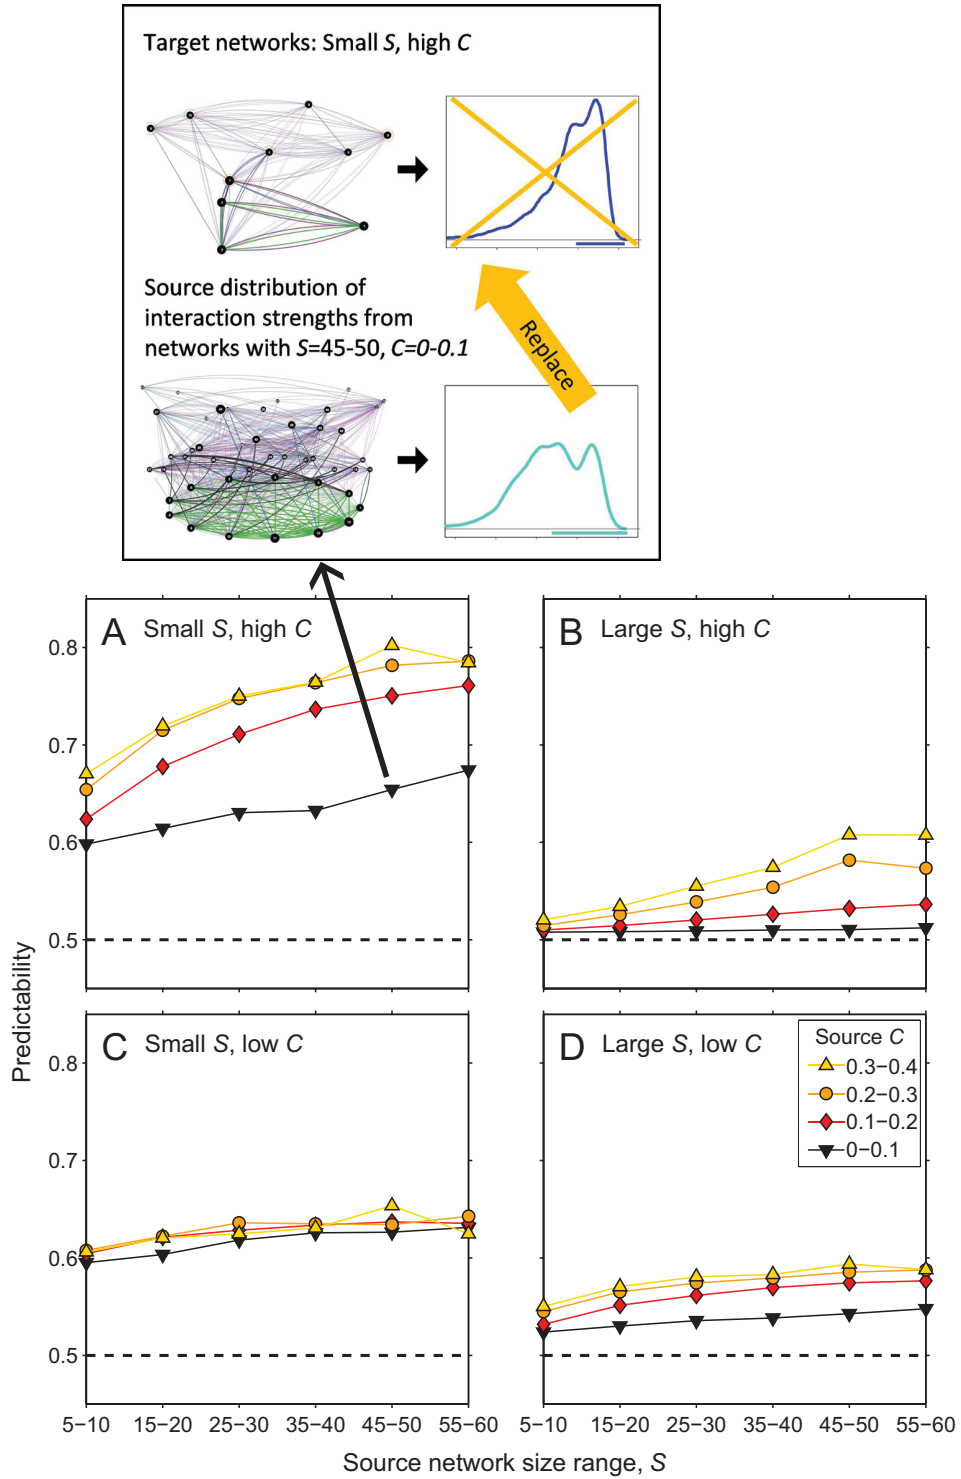 Target networks: Small S, high C
Source distribution of
interaction strengths from
networks with S=45-50, C=0-0.1
Replace
A Small S, high C
B Large S, high C
0.8
0.7
0.6
0.5
Predictability
C Small S, low C
D Large S, low C
Source C
0.3−0.4
0.2−0.3
0.1−0.2
0−0.1
0.8
0.7
0.6
0.5
5−10 15−20 25−30 35−40 45−50 55−60
5−10 15−20 25−30 35−40 45−50 55−60
Source network size range, S